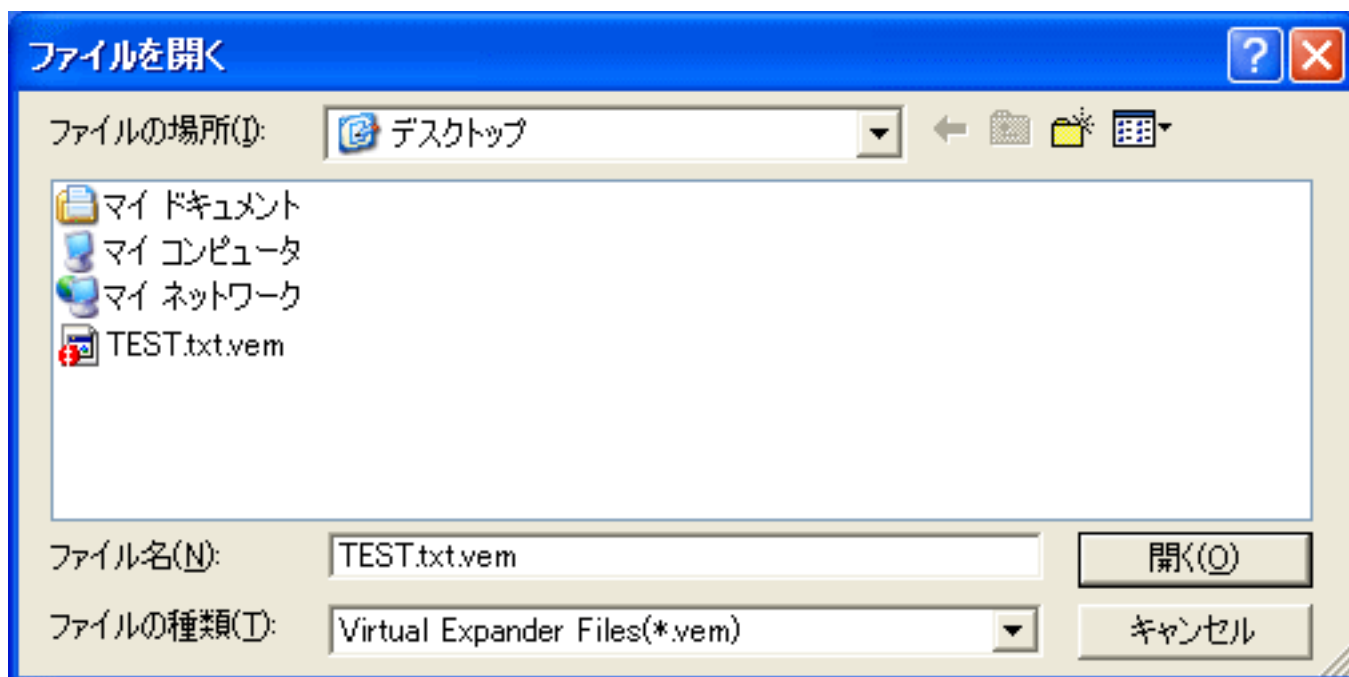 ファイルを開く
ファイルの場所(I): デスクトップ
マイ ドキュメント
マイ コンピュータ
マイ ネットワーク
TEST.txt.vem
ファイル名(N): TEST.txt.vem 開く(O)
ファイルの種類(T): Virtual Expander Files(*.vem) キャンセル